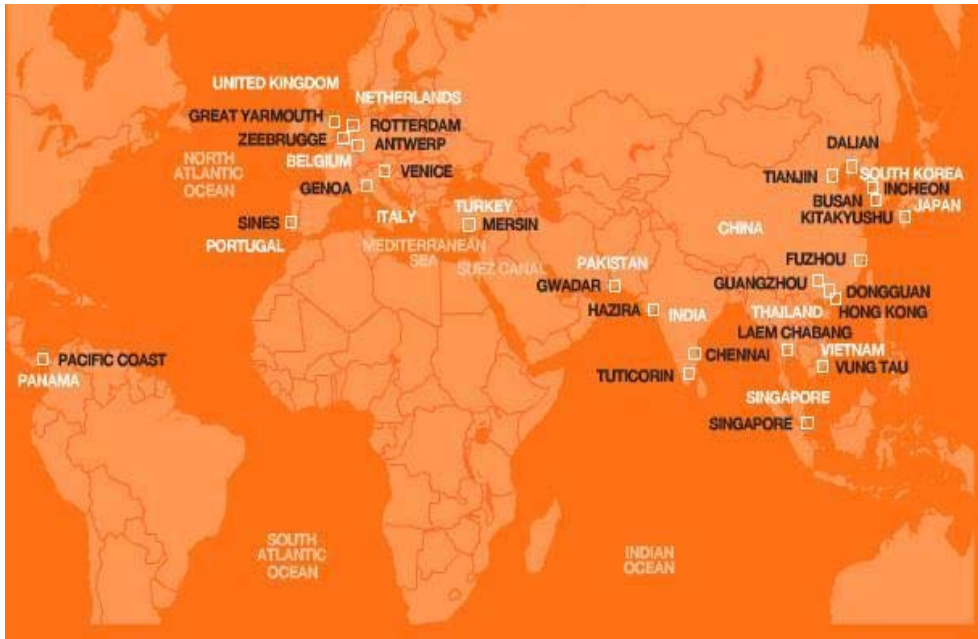 UNITED KINGDOM
NETHERLANDS
GREAT YARMOUTH
ROTTERDAM
ZEEBRUGGE
ANTWERP
BELGIUM
NORTH
ATLANTIC
OCEAN
VENICE
GENOA
ITALY
TURKEY
SINES
MERSIN
PORTUGAL
MEDITERRANEAN
SEA
SUEZ CANAL
PAKISTAN
GWADAR
HAZIRA
INDIA
CHENNAI
TUTICORIN
DALIAN
TIANJIN
SOUTH KOREA
INCHEON
BUSAN
JAPAN
KITAKYUSHU
CHINA
FUZHOU
GUANGZHOU
DONGGUAN
HONG KONG
THAILAND
LAEM CHABANG
VIETNAM
VUNG TAU
SINGAPORE
SINGAPORE
PACIFIC COAST
PANAMA
SOUTH
ATLANTIC
OCEAN
INDIAN
OCEAN